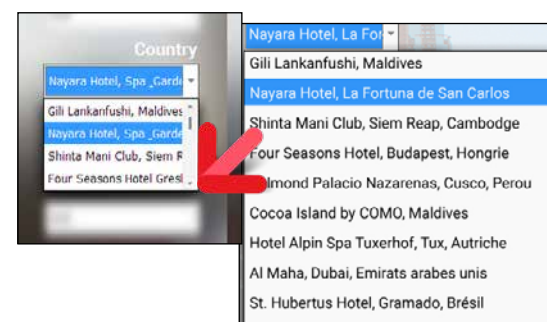 Country
Nayara Hotel, Spa _Garde
Gili Lankanfushi, Maldives
Nayara Hotel, Spa _Garde
Shinta Mani Club, Siem R
Four Seasons Hotel Gresl
Nayara Hotel, La For
Gili Lankanfushi, Maldives
Nayara Hotel, La Fortuna de San Carlos
Shinta Mani Club, Siem Reap, Cambodge
Four Seasons Hotel, Budapest, Hongrie
lmond Palacio Nazarenas, Cusco, Perou
Cocoa Island by COMO, Maldives
Hotel Alpin Spa Tuxerhof, Tux, Autriche
Al Maha, Dubai, Emirats arabes unis
St. Hubertus Hotel, Gramado, Brésil